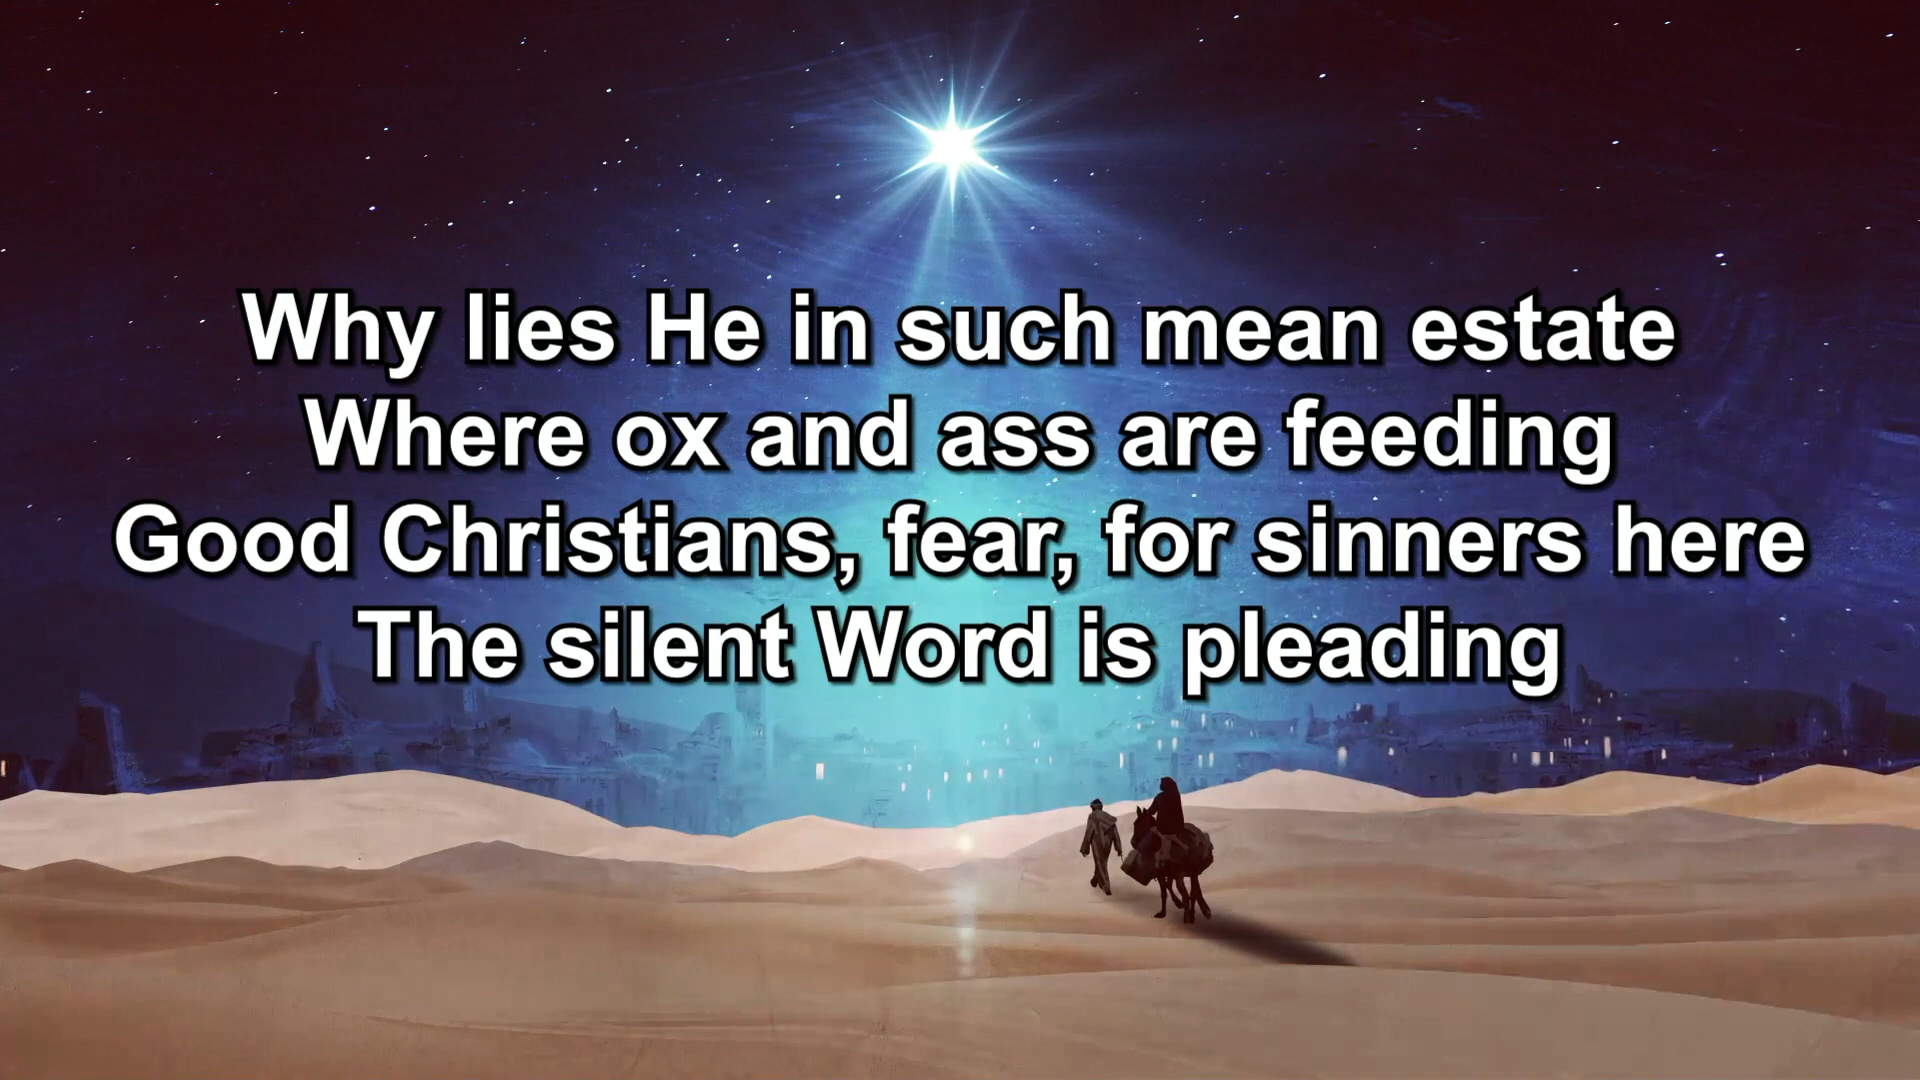 Why lies He in such mean estate
Where ox and ass are feeding
Good Christians, fear, for sinners here
The silent Word is pleading